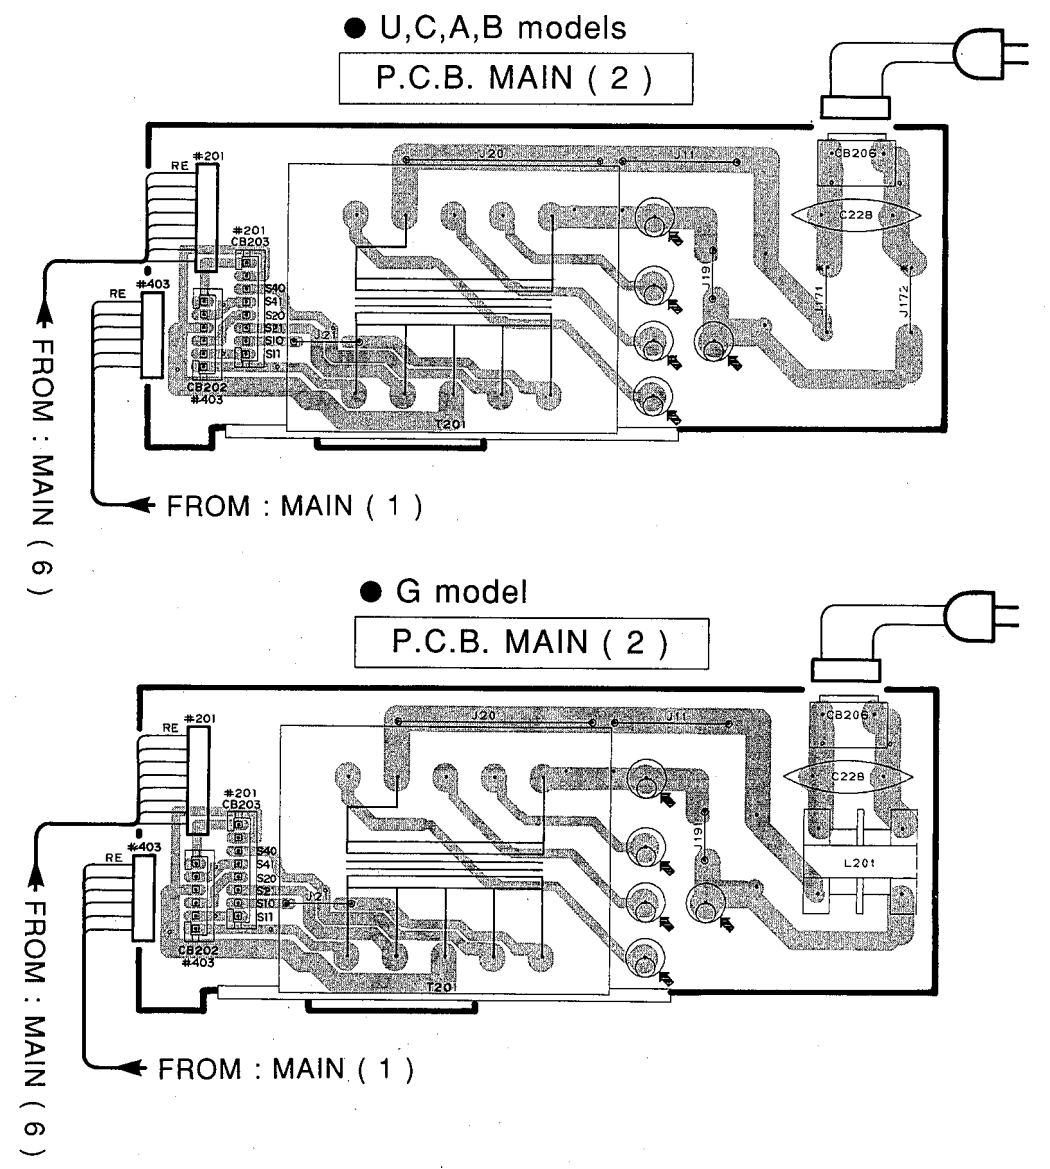 ● U,C,A,B models
P.C.B. MAIN ( 2 )
RE
#201
J20
J11
CB206
C228
#201
CB203
RE
#403
S40
S41
S20
S21
S10
S11
J21
J191
J171
J172
CB202
#403
T201
FROM : MAIN ( 6 )
FROM : MAIN ( 1 )
● G model
P.C.B. MAIN ( 2 )
RE
#201
J20
J11
CB206
C228
#201
CB203
RE
#403
S40
S41
S20
S21
S10
S11
J21
J191
L201
CB202
#403
T201
FROM : MAIN ( 6 )
FROM : MAIN ( 1 )